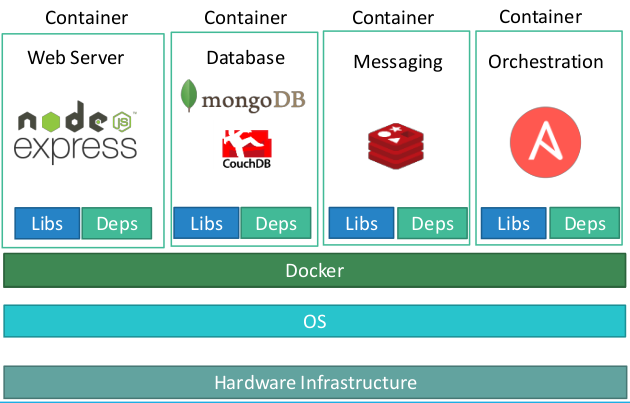 Container
Container
Container
Container
Web Server
Database
Messaging
Orchestration
node
JS
express
mongoDB
CouchDB
A
Libs
Deps
Libs
Deps
Libs
Deps
Libs
Deps
Docker
OS
Hardware Infrastructure